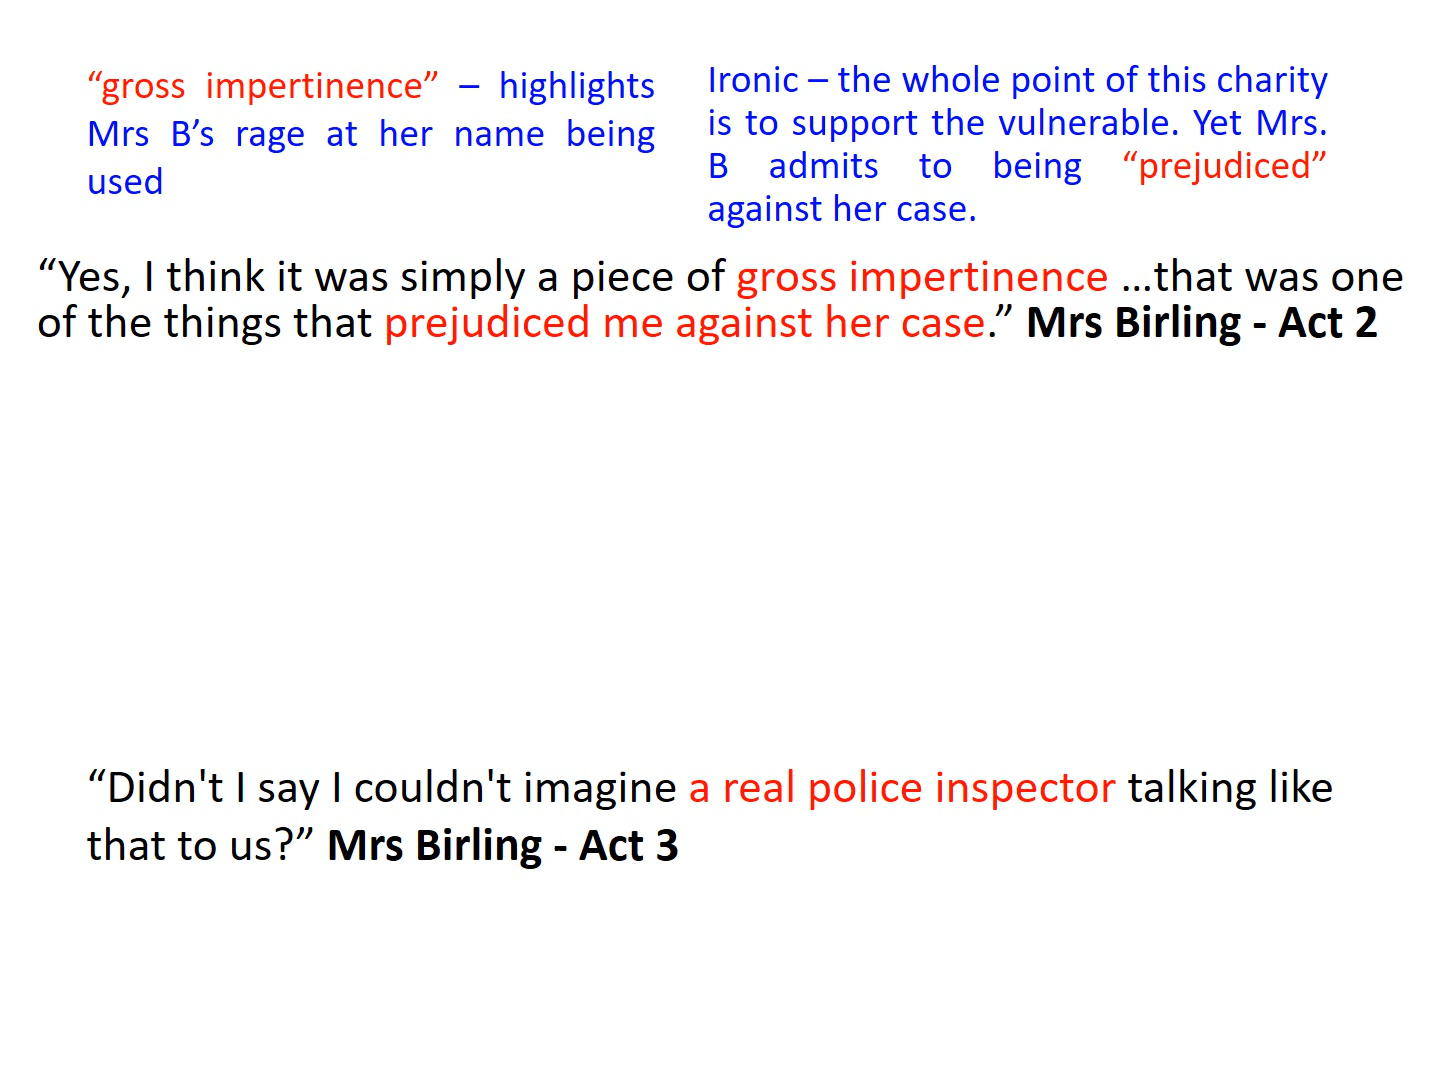 “gross impertinence” – highlights
Mrs B’s rage at her name being
used
Ironic – the whole point of this charity
is to support the vulnerable. Yet Mrs.
B admits to being “prejudiced”
against her case.
“Yes, I think it was simply a piece of gross impertinence …that was one
of the things that prejudiced me against her case.” Mrs Birling - Act 2
“Didn't I say I couldn't imagine a real police inspector talking like
that to us?” Mrs Birling - Act 3